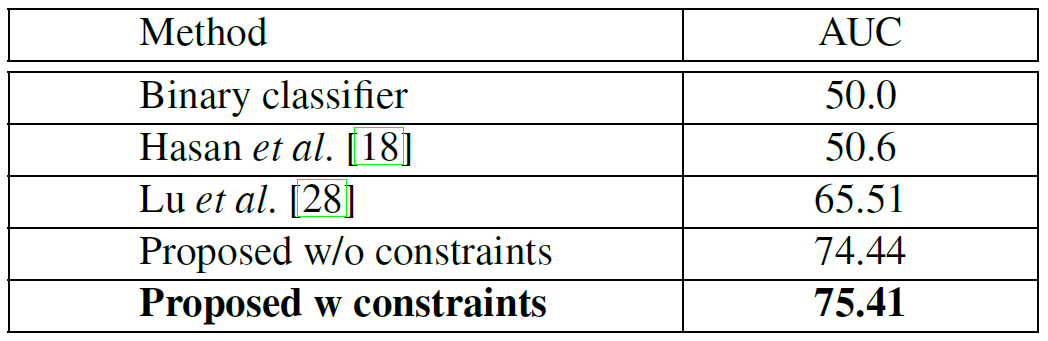 Method AUC
Binary classifier 50.0
Hasan et al. [18] 50.6
Lu et al. [28] 65.51
Proposed w/o constraints 74.44
Proposed w constraints 75.41